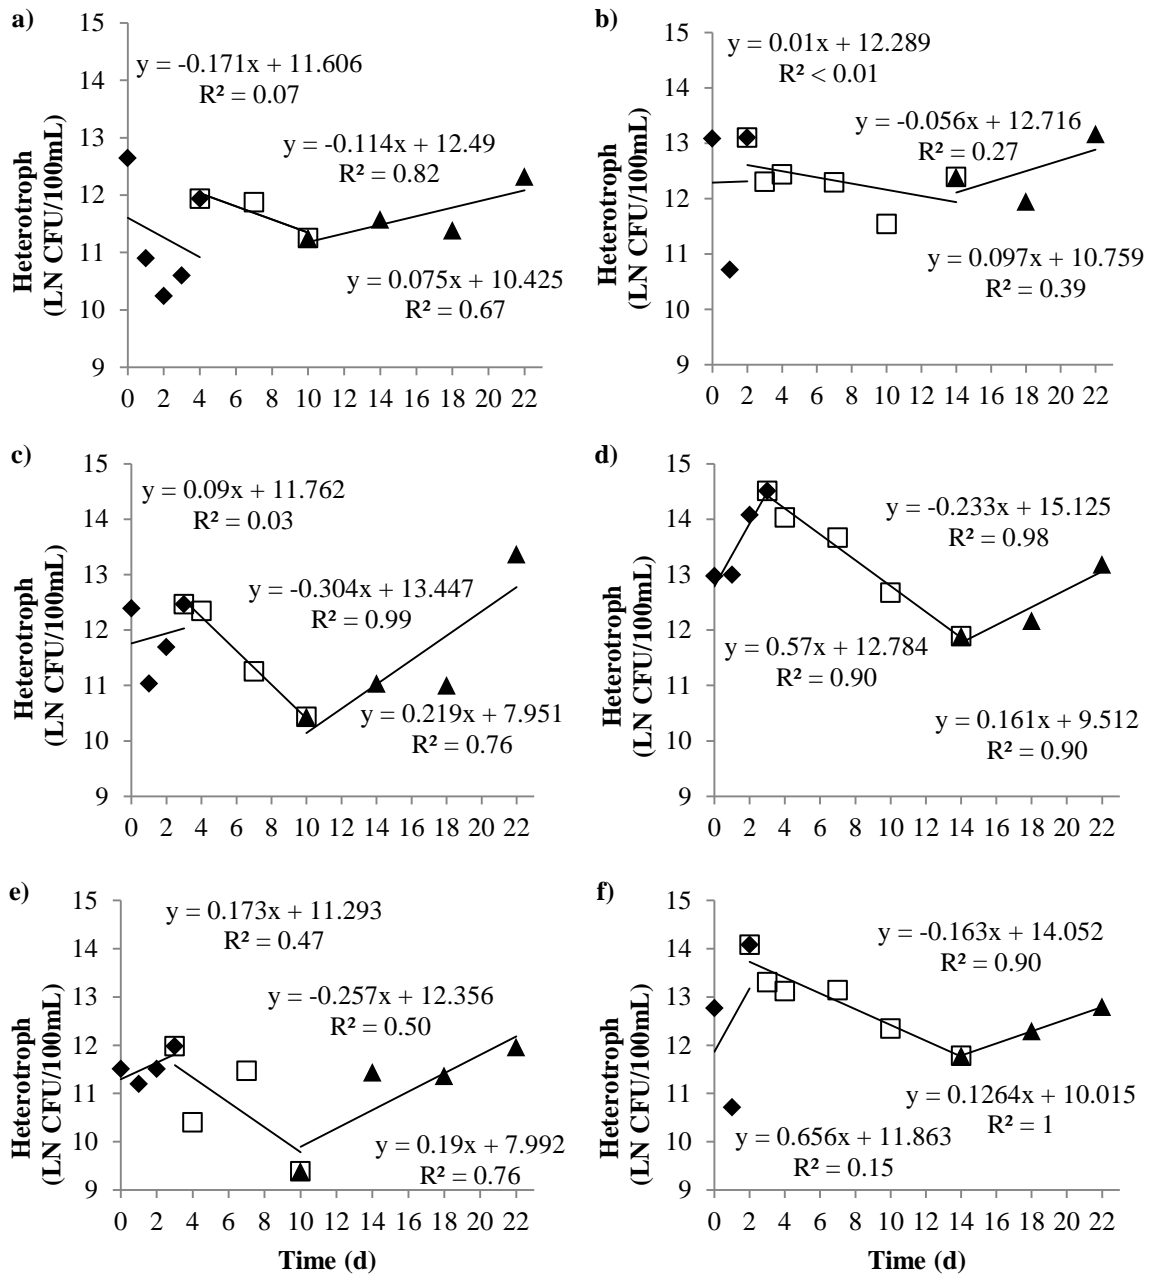 a)
15
14
13
12
11
10
9
Heterotroph
(LN CFU/100mL)
y = -0.171x + 11.606
R² = 0.07
y = -0.114x + 12.49
R² = 0.82
y = 0.075x + 10.425
R² = 0.67
0 2 4 6 8 10 12 14 16 18 20 22
b)
15
14
13
12
11
10
9
Heterotroph
(LN CFU/100mL)
y = 0.01x + 12.289
R² < 0.01
y = -0.056x + 12.716
R² = 0.27
y = 0.097x + 10.759
R² = 0.39
0 2 4 6 8 10 12 14 16 18 20 22
c)
15
14
13
12
11
10
9
Heterotroph
(LN CFU/100mL)
y = 0.09x + 11.762
R² = 0.03
y = -0.304x + 13.447
R² = 0.99
y = 0.219x + 7.951
R² = 0.76
0 2 4 6 8 10 12 14 16 18 20 22
d)
15
14
13
12
11
10
9
Heterotroph
(LN CFU/100mL)
y = -0.233x + 15.125
R² = 0.98
y = 0.57x + 12.784
R² = 0.90
y = 0.161x + 9.512
R² = 0.90
0 2 4 6 8 10 12 14 16 18 20 22
e)
15
14
13
12
11
10
9
Heterotroph
(LN CFU/100mL)
y = 0.173x + 11.293
R² = 0.47
y = -0.257x + 12.356
R² = 0.50
y = 0.19x + 7.992
R² = 0.76
0 2 4 6 8 10 12 14 16 18 20 22
Time (d)
f)
15
14
13
12
11
10
9
Heterotroph
(LN CFU/100mL)
y = -0.163x + 14.052
R² = 0.90
y = 0.1264x + 10.015
R² = 1
y = 0.656x + 11.863
R² = 0.15
0 2 4 6 8 10 12 14 16 18 20 22
Time (d)